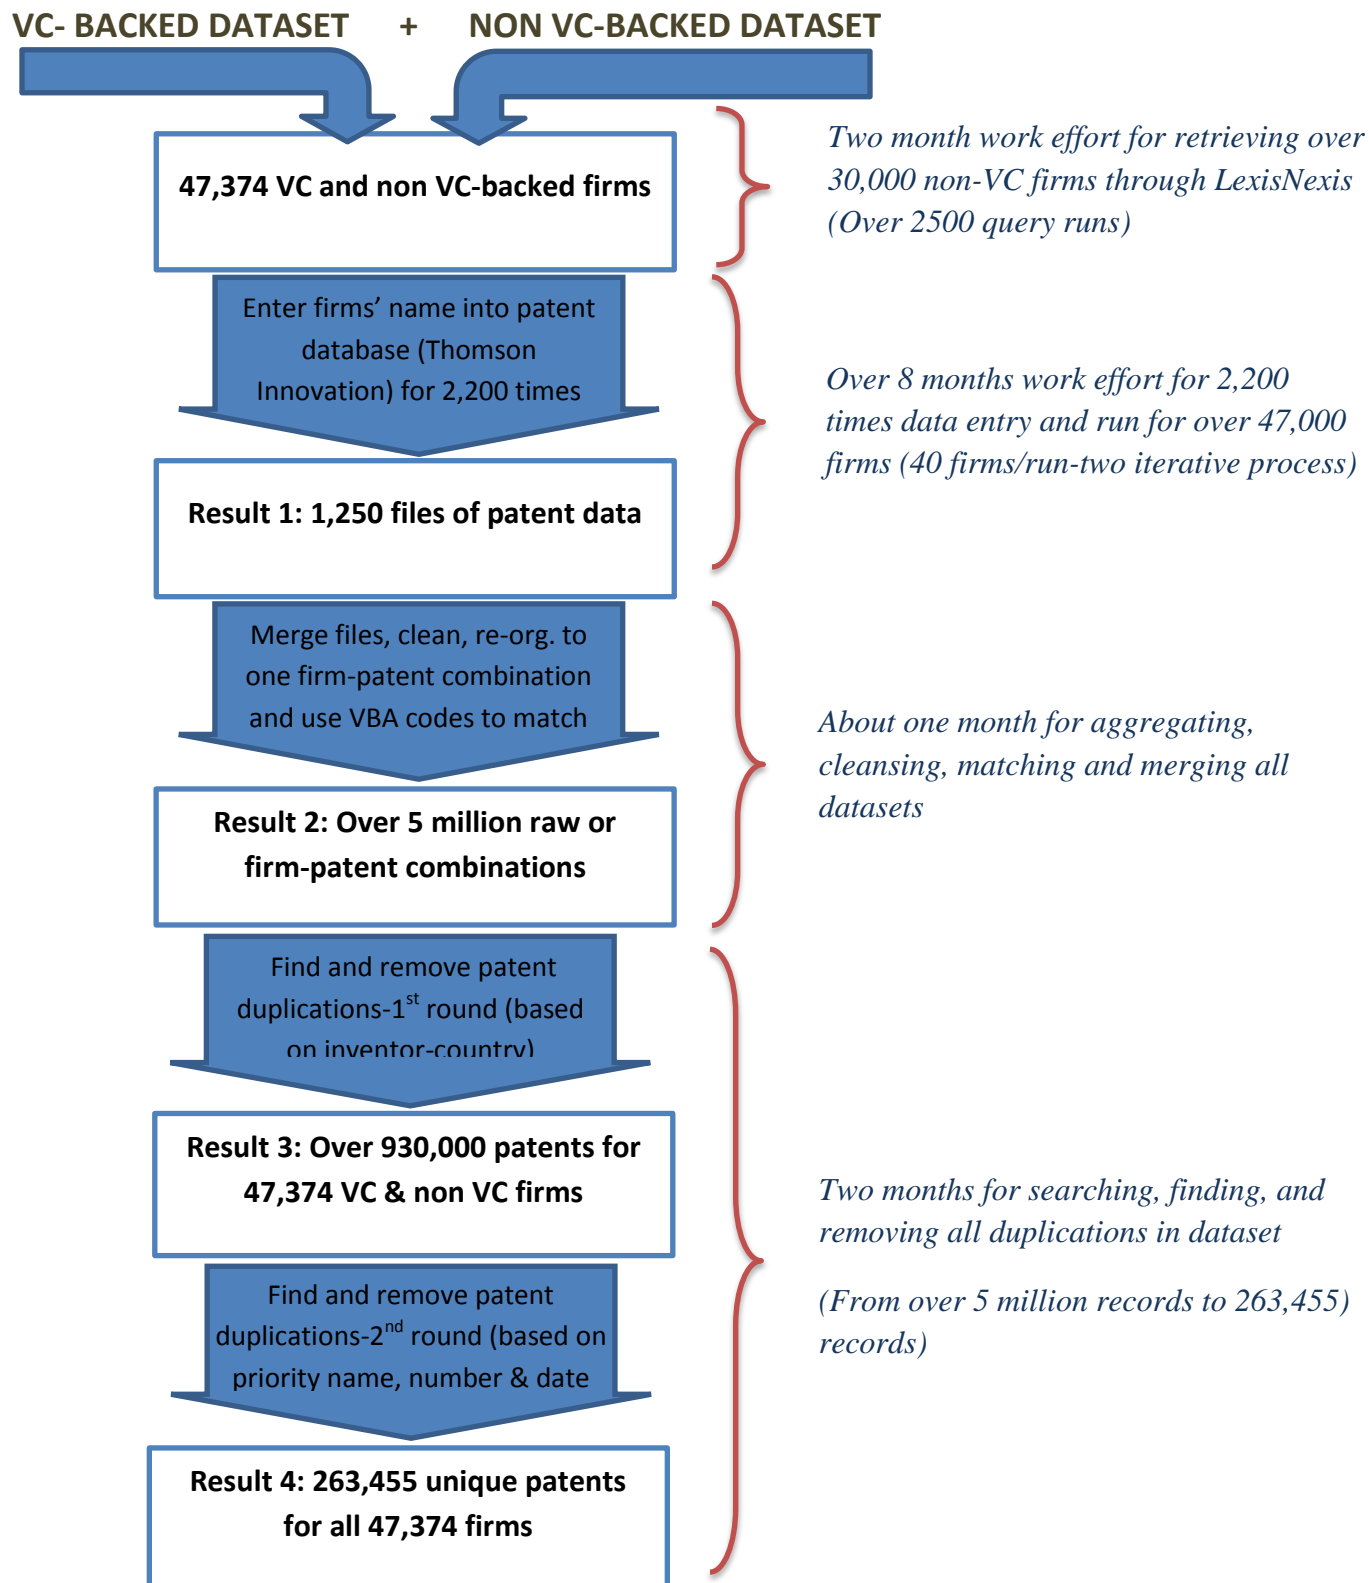 VC- BACKED DATASET + NON VC-BACKED DATASET
47,374 VC and non VC-backed firms
Two month work effort for retrieving over
30,000 non-VC firms through LexisNexis
(Over 2500 query runs)
Enter firms’ name into patent
database (Thomson
Innovation) for 2,200 times
Over 8 months work effort for 2,200
times data entry and run for over 47,000
firms (40 firms/run-two iterative process)
Result 1: 1,250 files of patent data
Merge files, clean, re-org. to
one firm-patent combination
and use VBA codes to match
About one month for aggregating,
cleansing, matching and merging all
datasets
Result 2: Over 5 million raw or
firm-patent combinations
Find and remove patent
duplications-1st round (based
on inventor-country)
Result 3: Over 930,000 patents for
47,374 VC & non VC firms
Two months for searching, finding, and
removing all duplications in dataset
(From over 5 million records to 263,455)
records)
Find and remove patent
duplications-2nd round (based on
priority name, number & date
Result 4: 263,455 unique patents
for all 47,374 firms